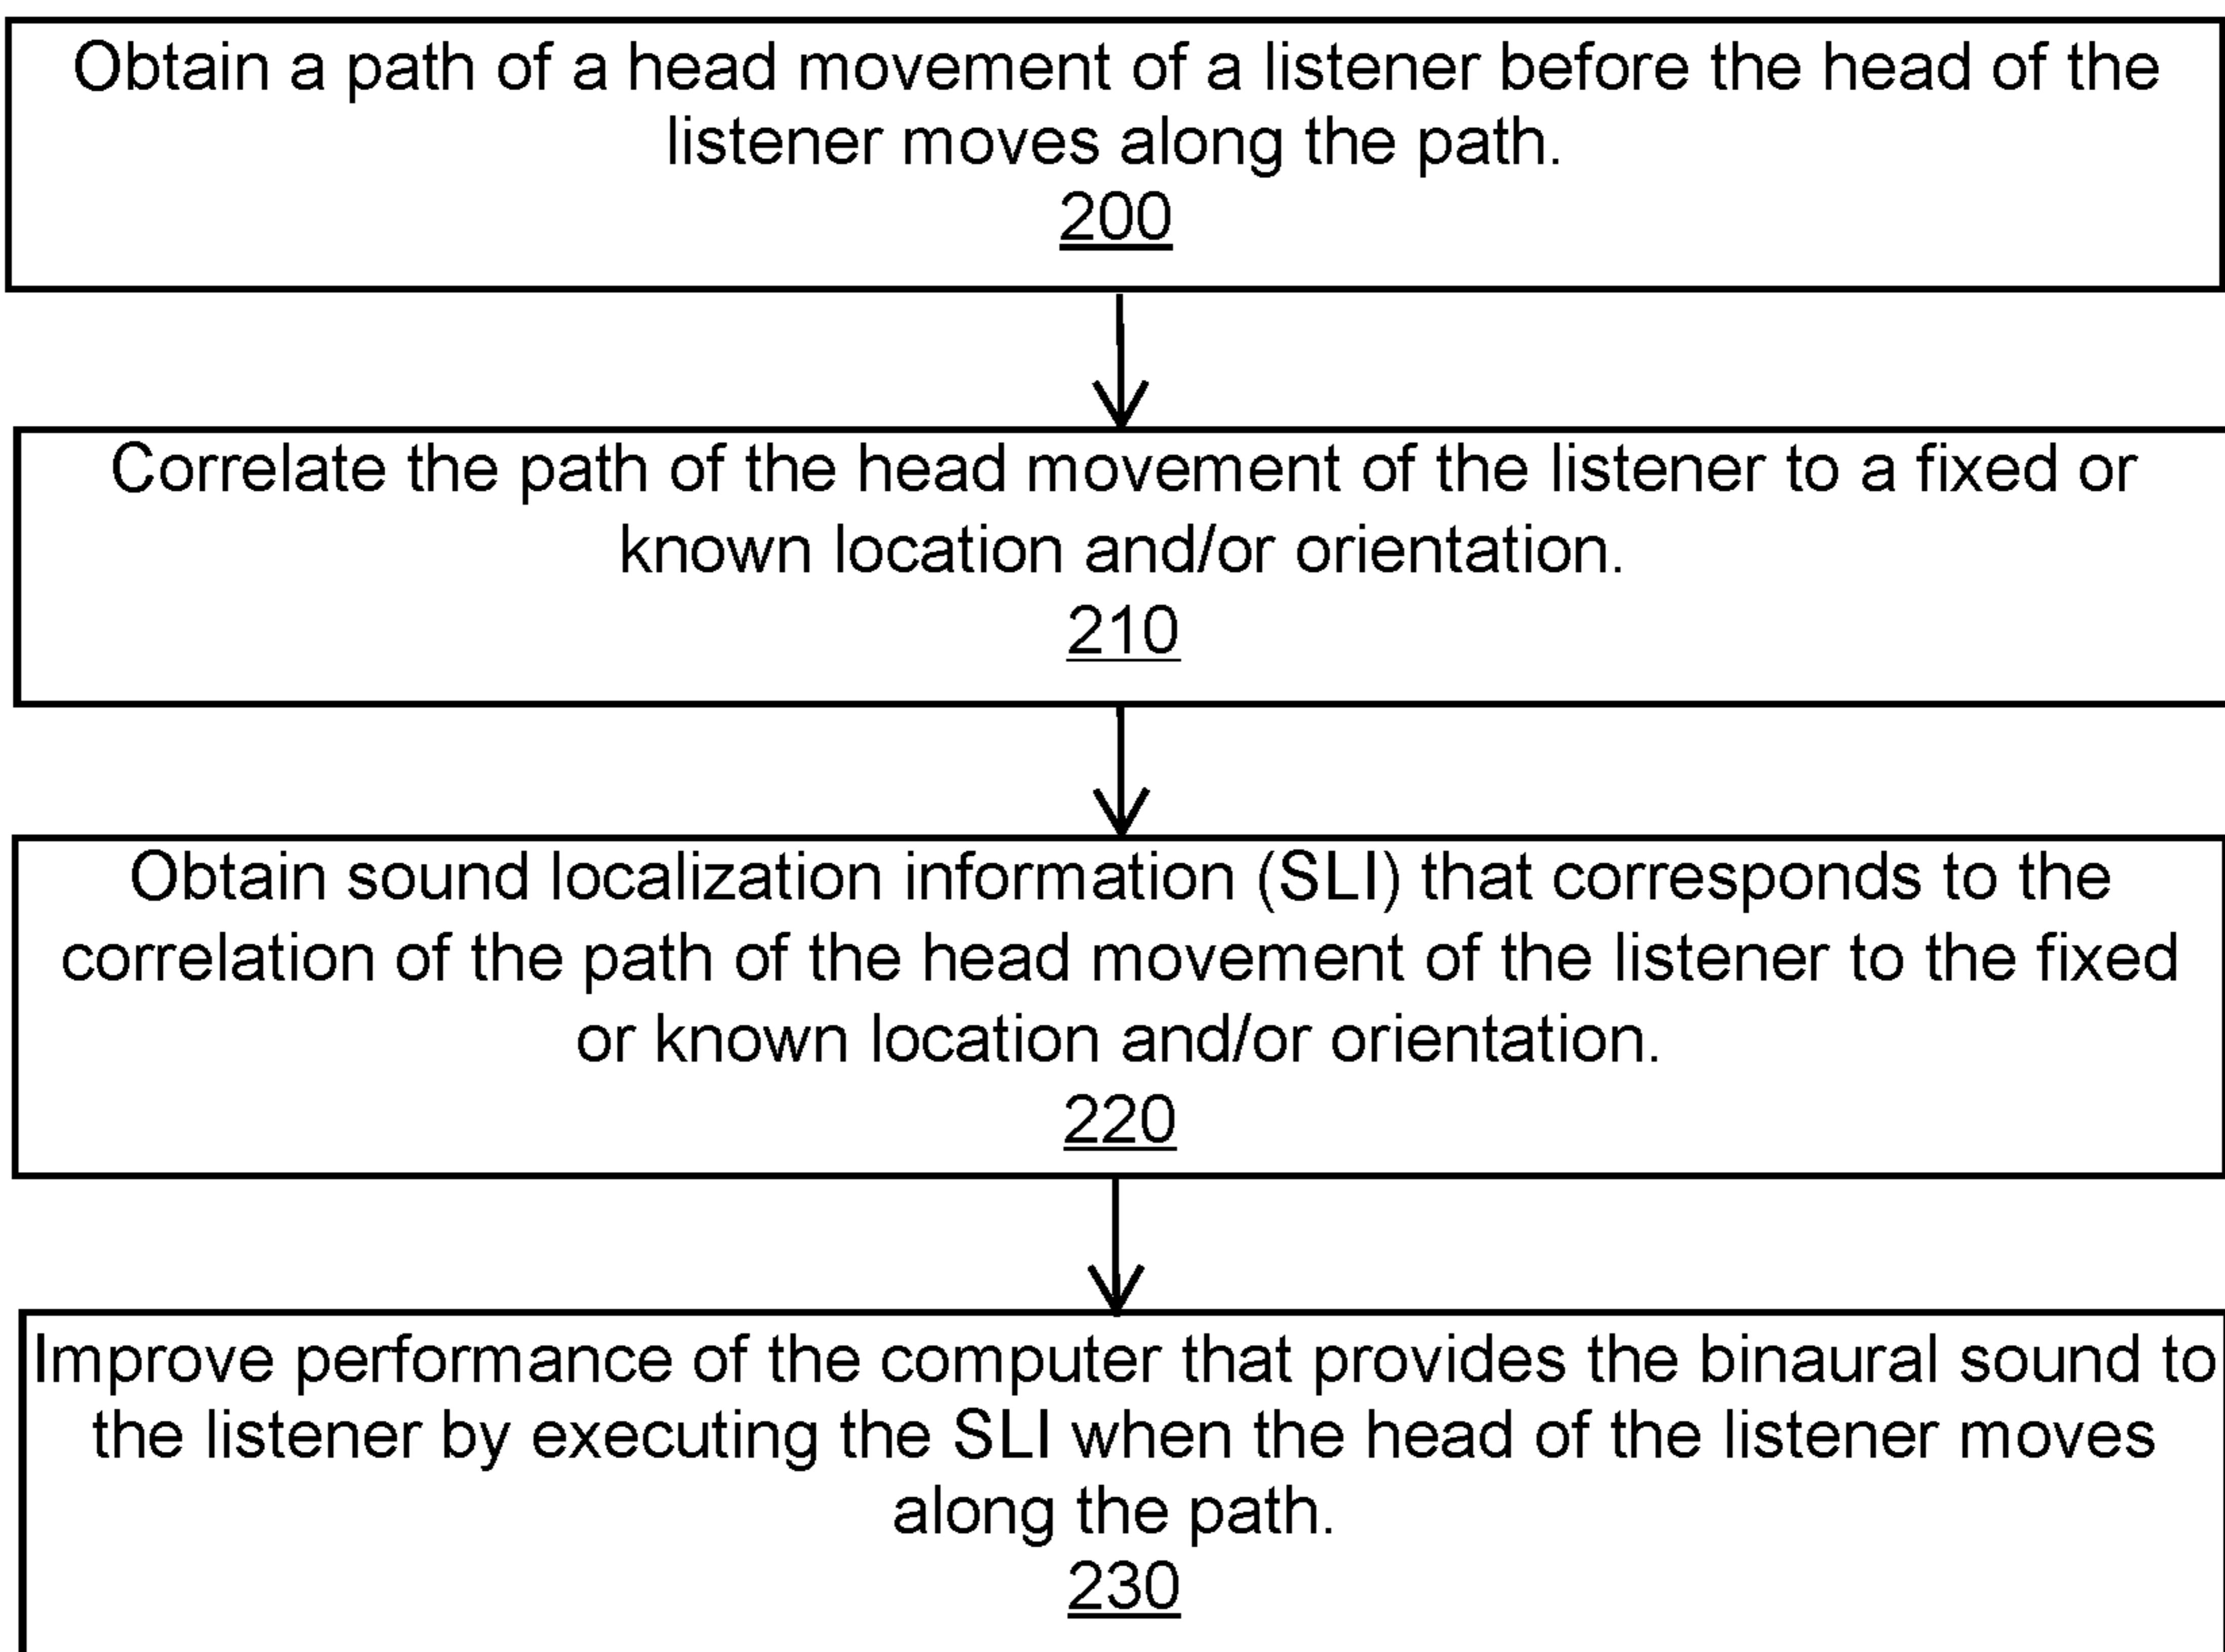 Obtain a path of a head movement of a listener before the head of the
listener moves along the path.
200
Correlate the path of the head movement of the listener to a fixed or
known location and/or orientation.
210
Obtain sound localization information (SLI) that corresponds to the
correlation of the path of the head movement of the listener to the fixed
or known location and/or orientation.
220
Improve performance of the computer that provides the binaural sound to
the listener by executing the SLI when the head of the listener moves
along the path.
230